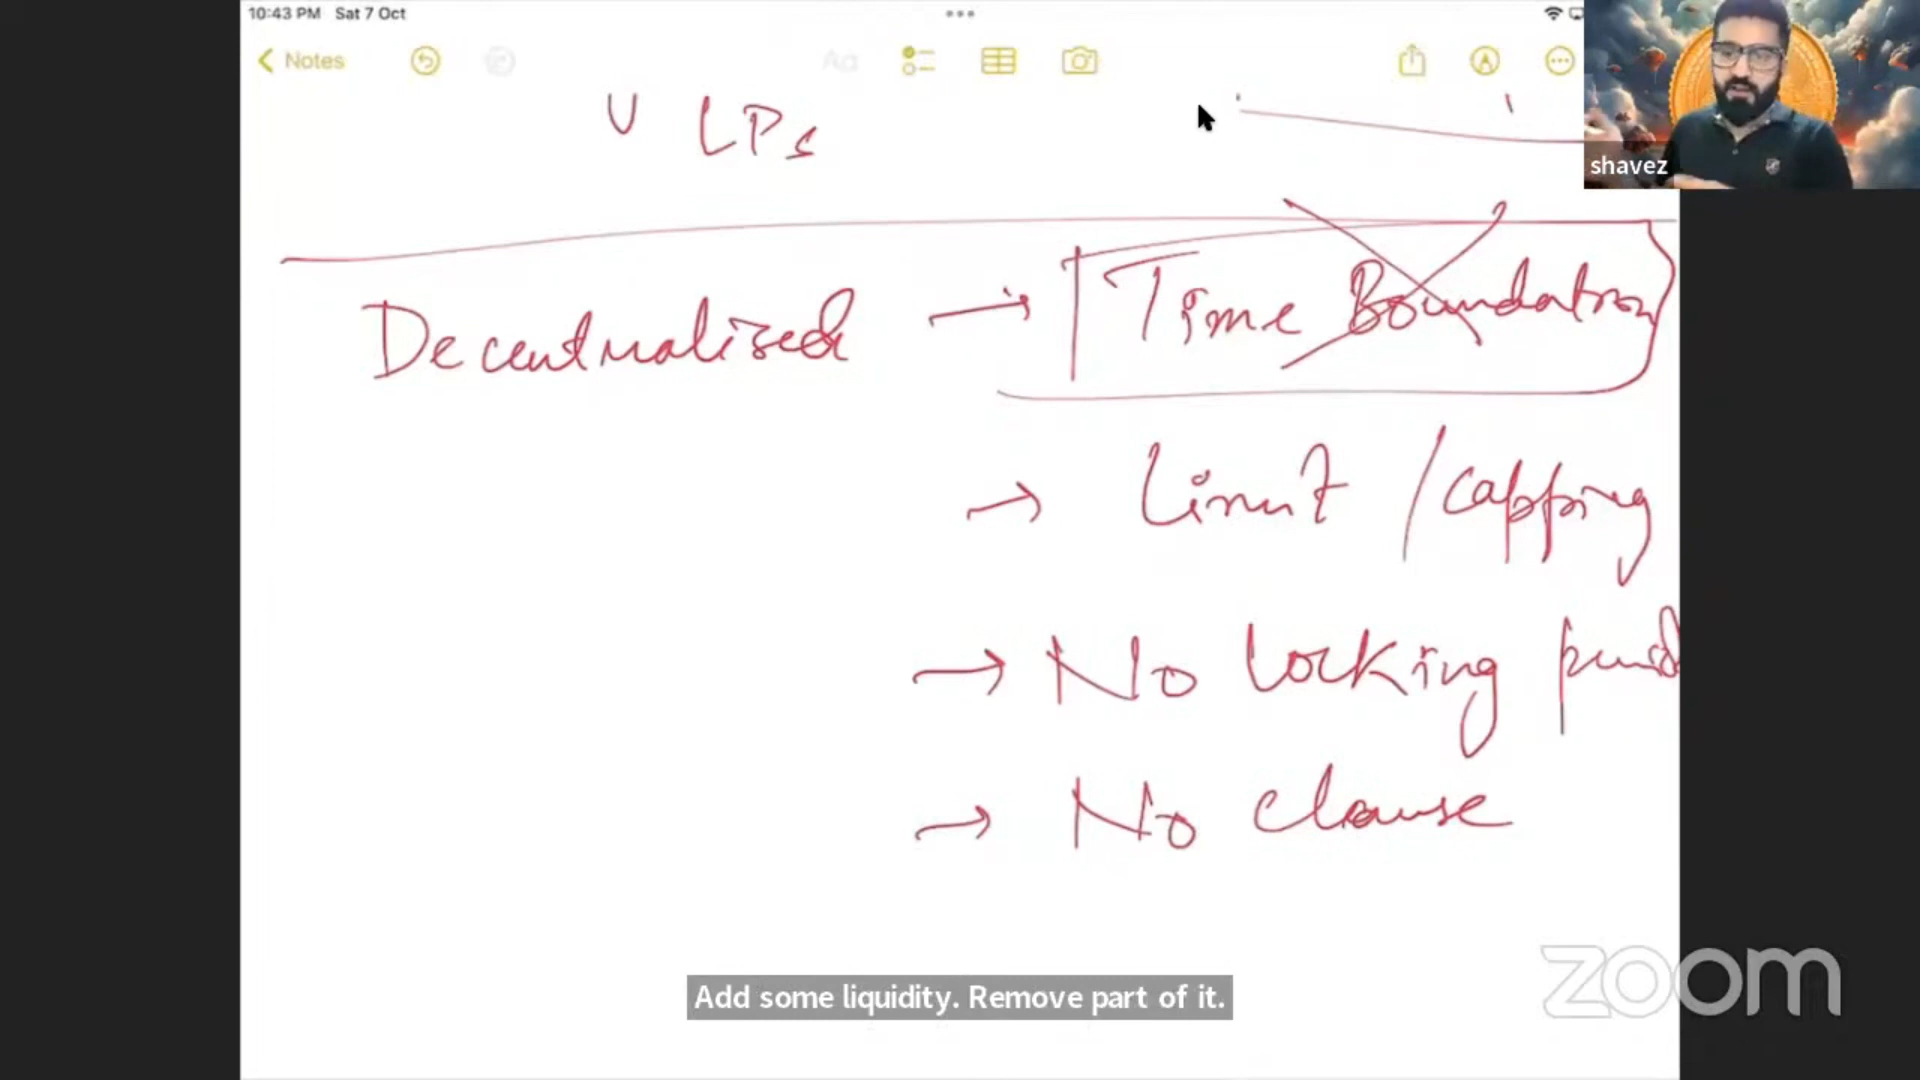 10:43 PM Sat 7 Oct
Notes
Aa
shavez
LPs
Decentralised → Time Boundation
→ Limit / Capping
→ No locking
→ No clause
Add some liquidity. Remove part of it.
zoom